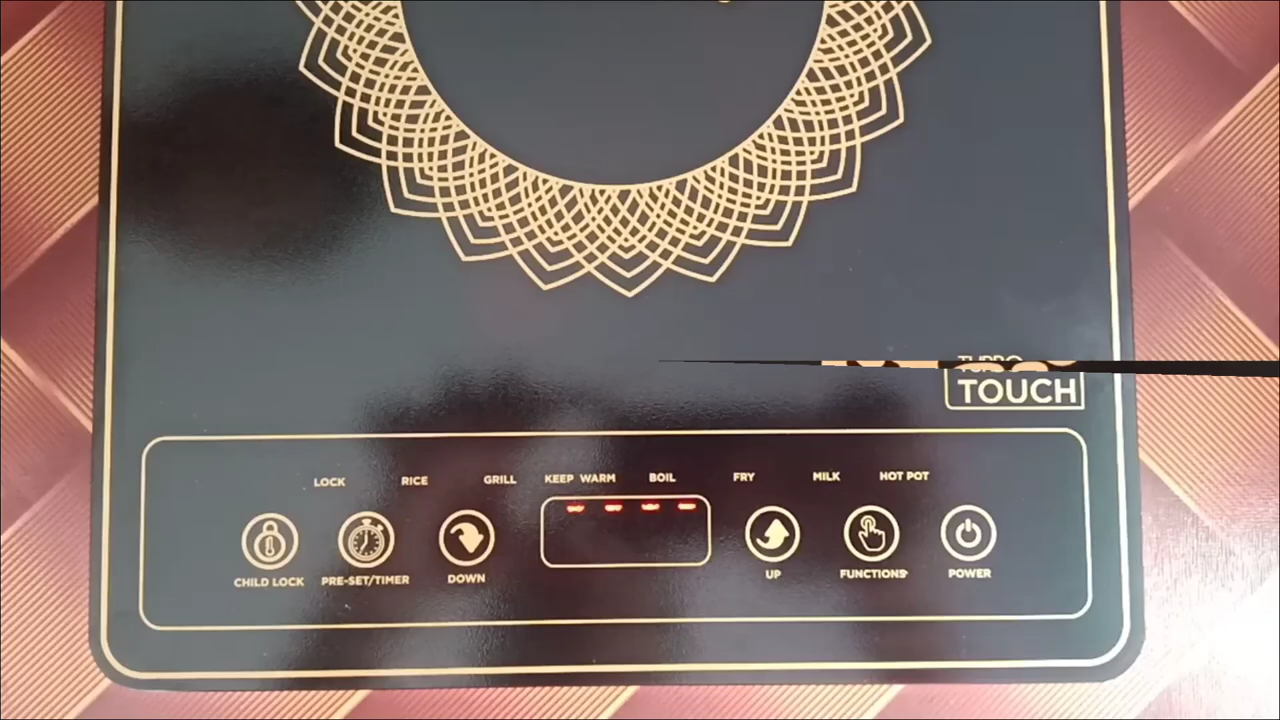 TURBO
TOUCH
LOCK RICE GRILL KEEP WARM BOIL FRY MILK HOT POT
CHILD LOCK PRE-SET/TIMER DOWN UP FUNCTIONS POWER